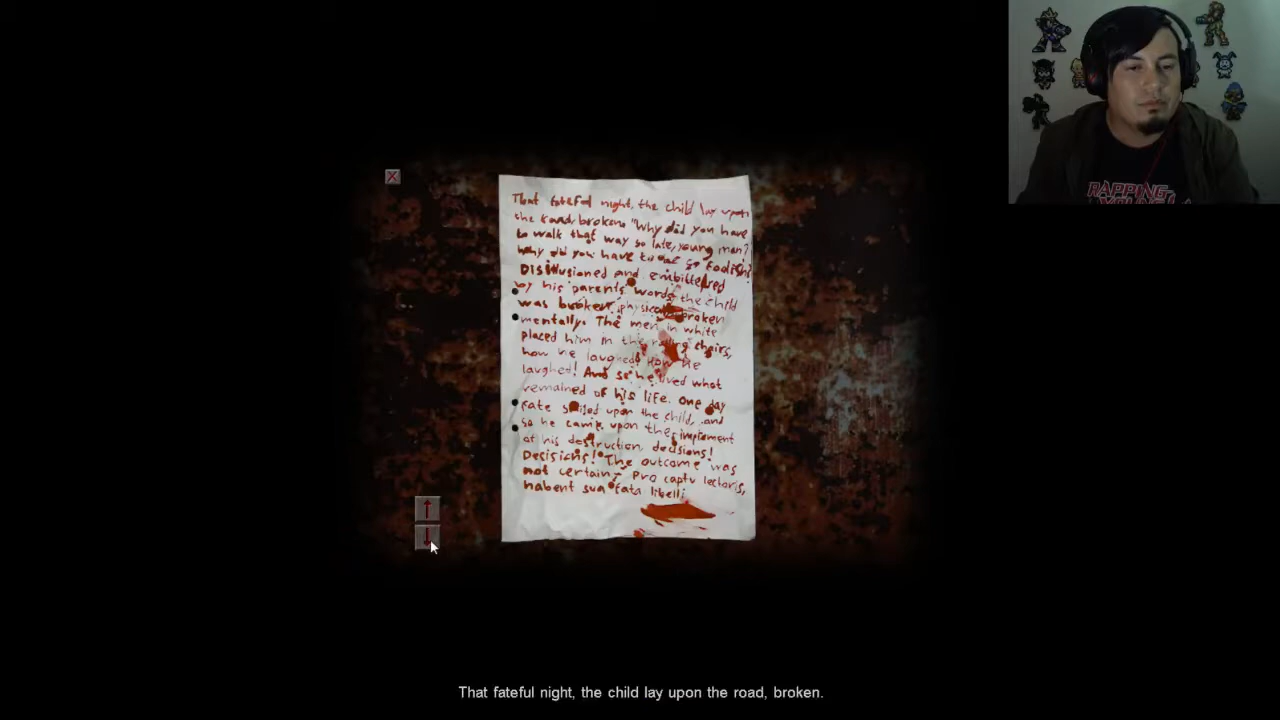 RAPPING
That fateful night, the child lay upon
the road, broken. "Why did you have
to walk that way so late, young man?
Why did you have to be so foolish?
Disillusioned and embittered
by his parents words the child
was broken, physically broken
mentally. The men in white
placed him in the rolling chairs,
how he laughed! How he
laughed! And so he lived what
remained of his life. One day
fate smiled upon the child, and
so he came upon the implement
of his destruction, decisions!
Desisions! The outcome was
not certain - Pro captu lectoris,
habent sua fata libelli
That fateful night, the child lay upon the road, broken.